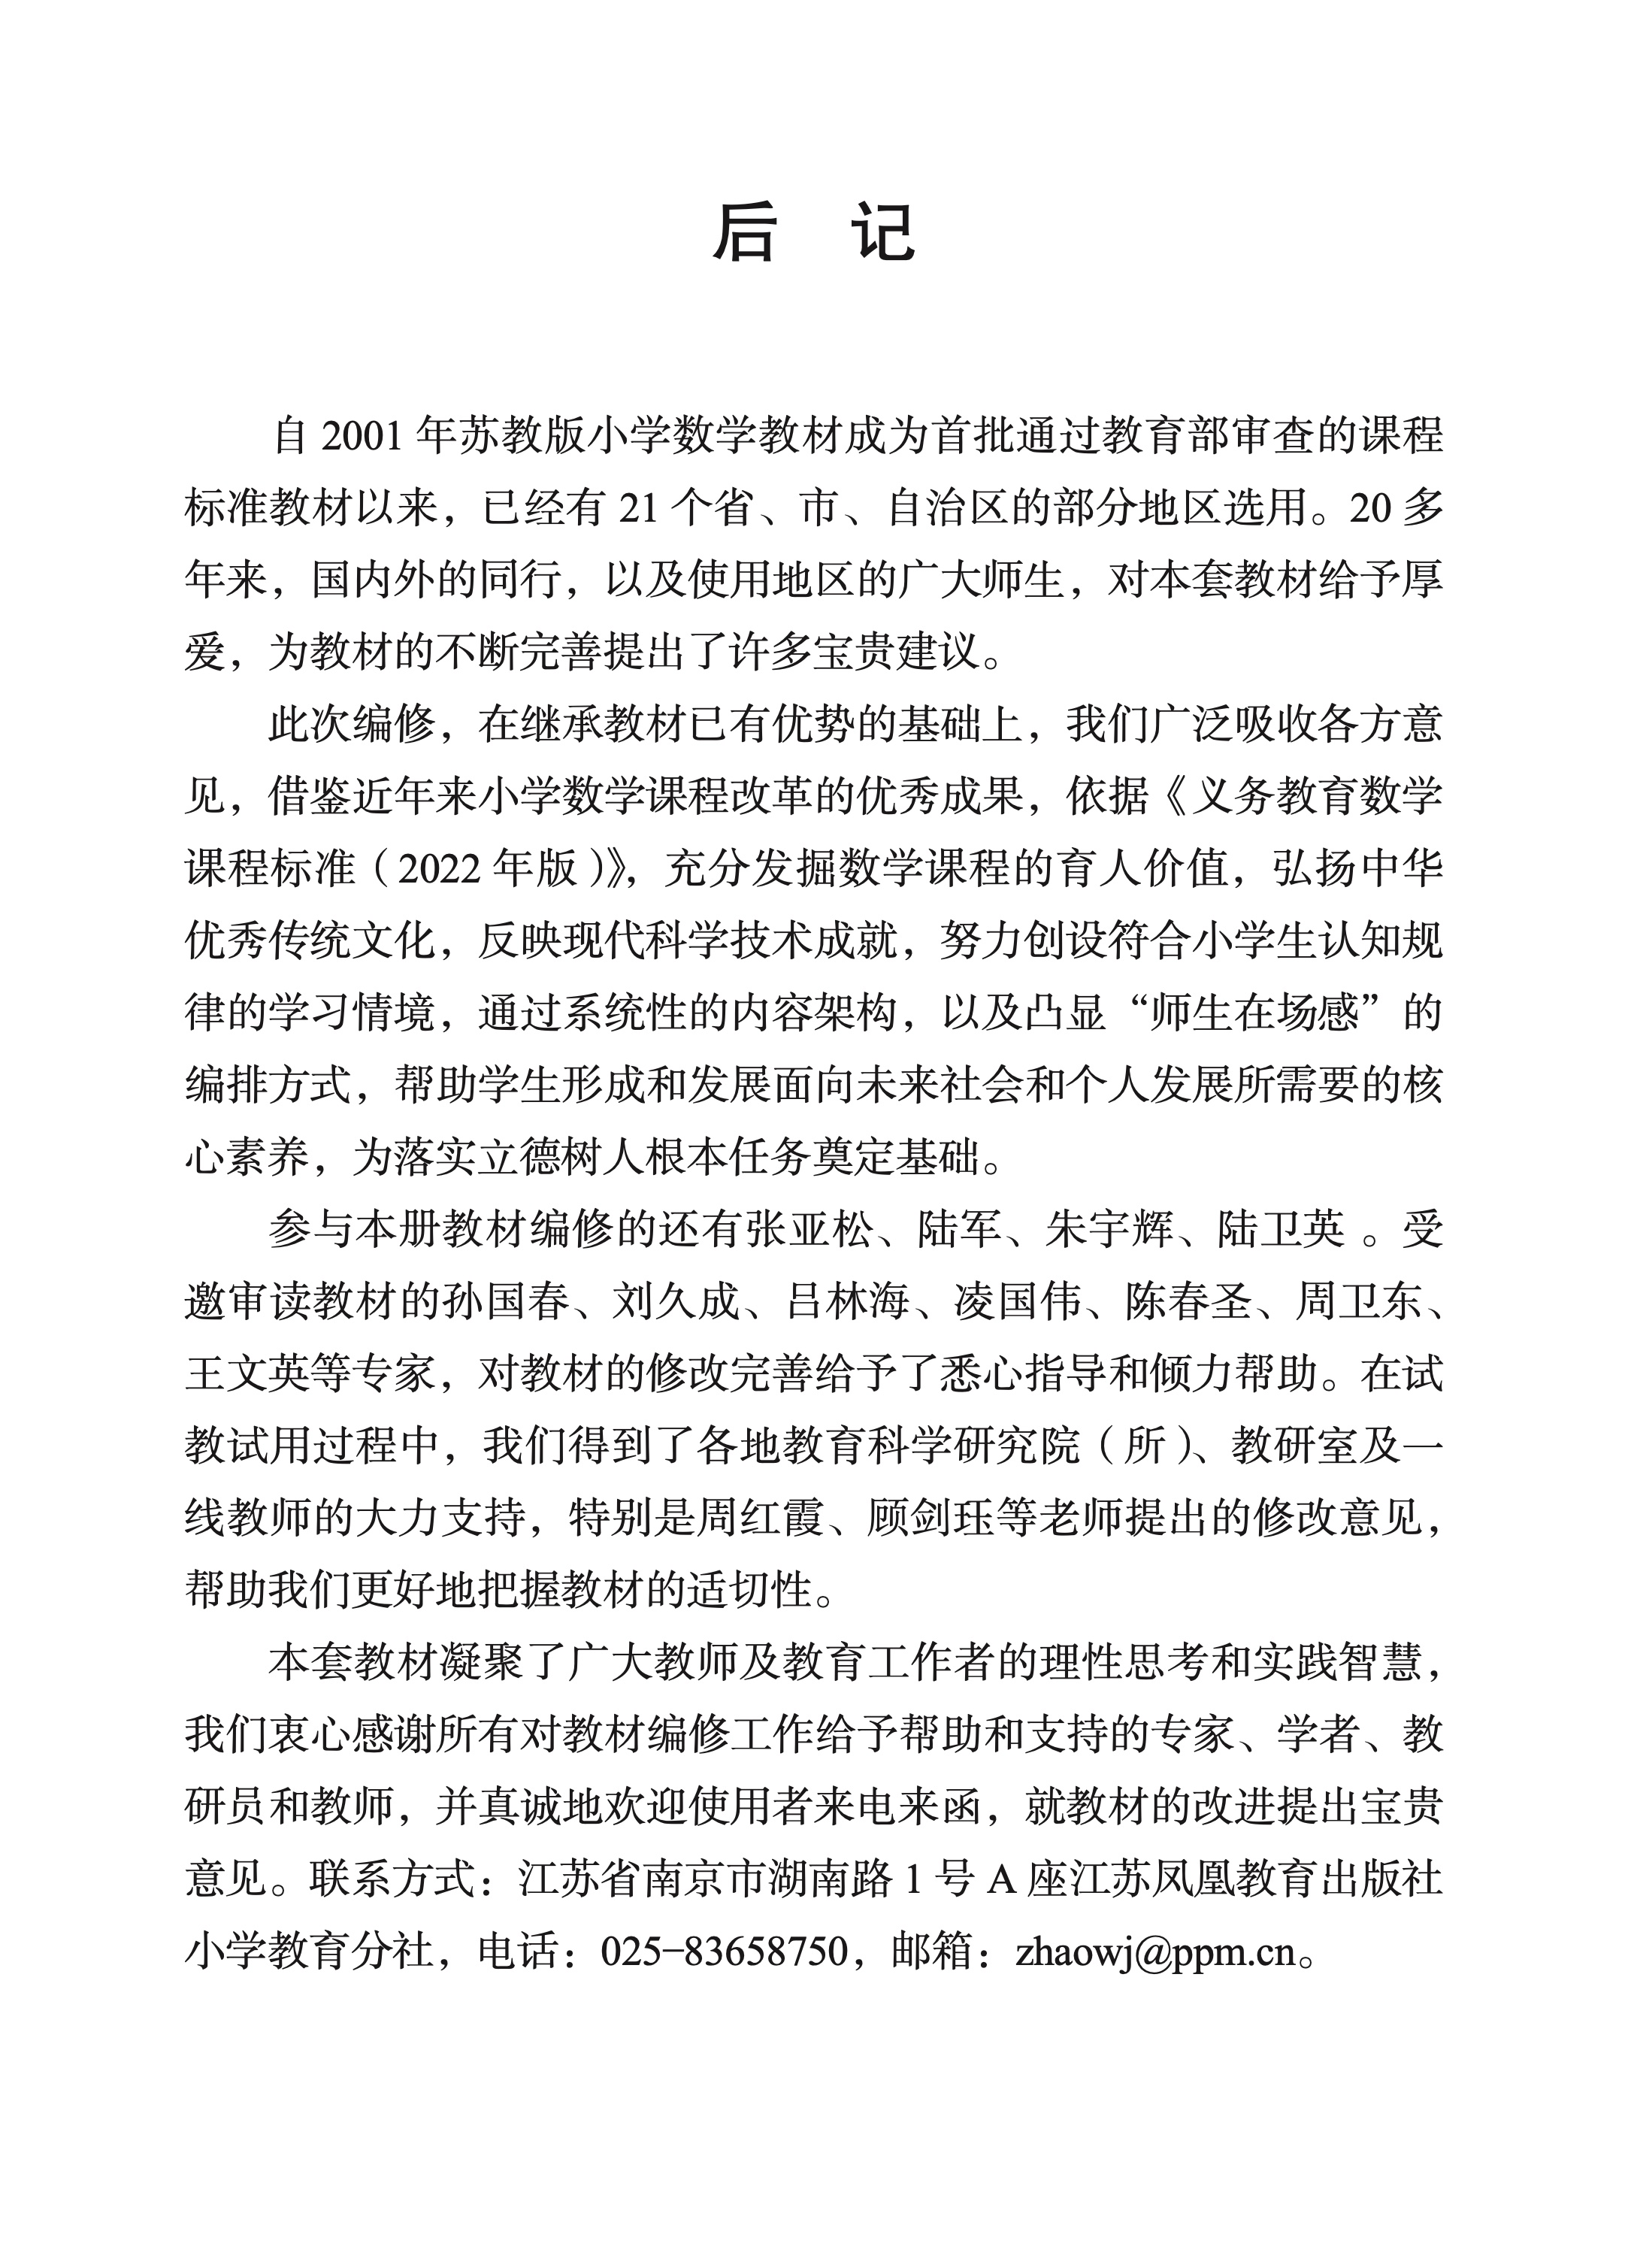 后 记
自 2001 年苏教版小学数学教材成为首批通过教育部审查的课程
标准教材以来，已经有 21 个省、市、自治区的部分地区选用。20 多
年来，国内外的同行，以及使用地区的广大师生，对本套教材给予厚
爱，为教材的不断完善提出了许多宝贵建议。
此次编修，在继承教材已有优势的基础上，我们广泛吸收各方意
见，借鉴近年来小学数学课程改革的优秀成果，依据《义务教育数学
课程标准（2022 年版）》，充分发掘数学课程的育人价值，弘扬中华
优秀传统文化，反映现代科学技术成就，努力创设符合小学生认知规
律的学习情境，通过系统性的内容架构，以及凸显“师生在场感”的
编排方式，帮助学生形成和发展面向未来社会和个人发展所需要的核
心素养，为落实立德树人根本任务奠定基础。
参与本册教材编修的还有张亚松、陆军、朱宇辉、陆卫英 。受
邀审读教材的孙国春、刘久成、吕林海、凌国伟、陈春圣、周卫东、
王文英等专家，对教材的修改完善给予了悉心指导和倾力帮助。在试
教试用过程中，我们得到了各地教育科学研究院（所）、教研室及一
线教师的大力支持，特别是周红霞、顾剑珏等老师提出的修改意见，
帮助我们更好地把握教材的适切性。
本套教材凝聚了广大教师及教育工作者的理性思考和实践智慧，
我们衷心感谢所有对教材编修工作给予帮助和支持的专家、学者、教
研员和教师，并真诚地欢迎使用者来电来函，就教材的改进提出宝贵
意见。联系方式：江苏省南京市湖南路 1 号 A 座江苏凤凰教育出版社
小学教育分社，电话：025-83658750，邮箱：zhaowj@ppm.cn。